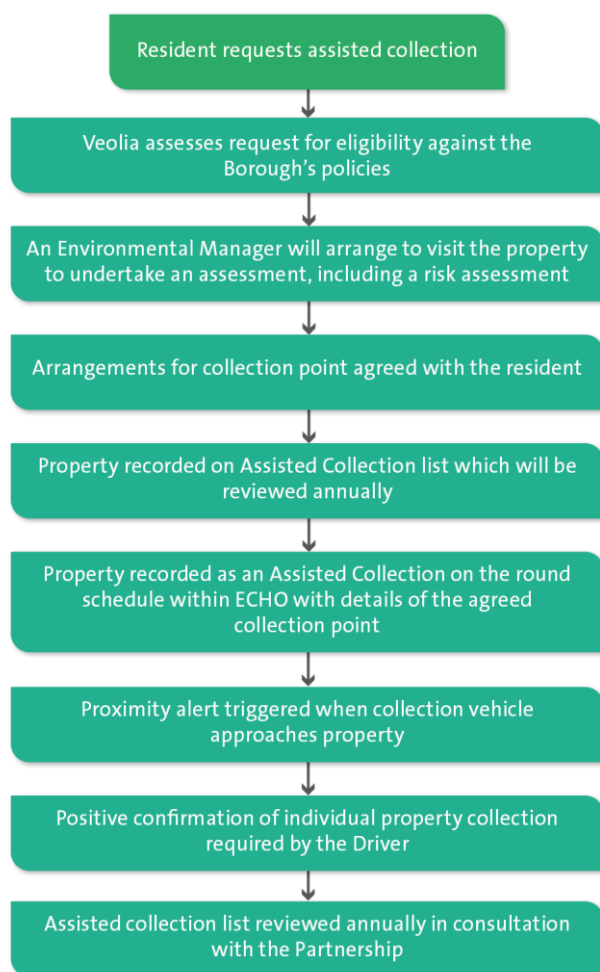 Resident requests assisted collection
Veolia assesses request for eligibility against the
Borough's policies
An Environmental Manager will arrange to visit the property
to undertake an assessment, including a risk assessment
Arrangements for collection point agreed with the resident
Property recorded on Assisted Collection list which will be
reviewed annually
Property recorded as an Assisted Collection on the round
schedule within ECHO with details of the agreed
collection point
Proximity alert triggered when collection vehicle
approaches property
Positive confirmation of individual property collection
required by the Driver
Assisted collection list reviewed annually in consultation
with the Partnership